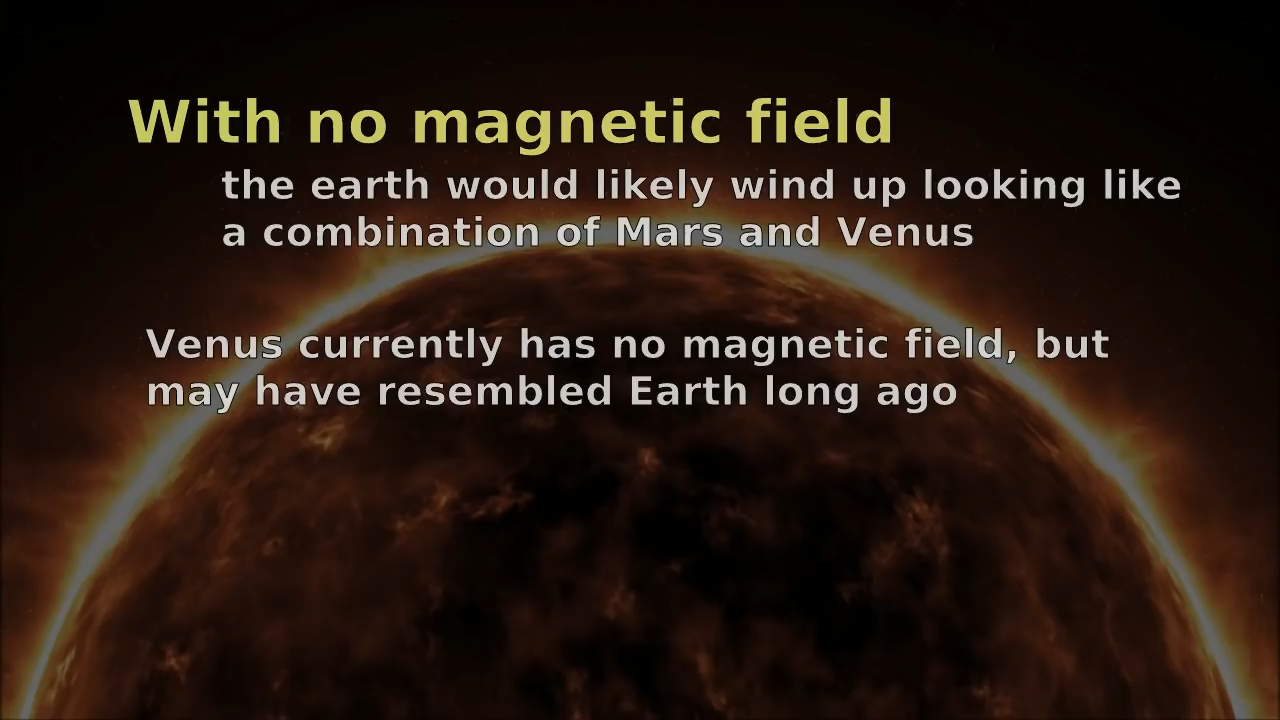 With no magnetic field
the earth would likely wind up looking like
a combination of Mars and Venus
Venus currently has no magnetic field, but
may have resembled Earth long ago